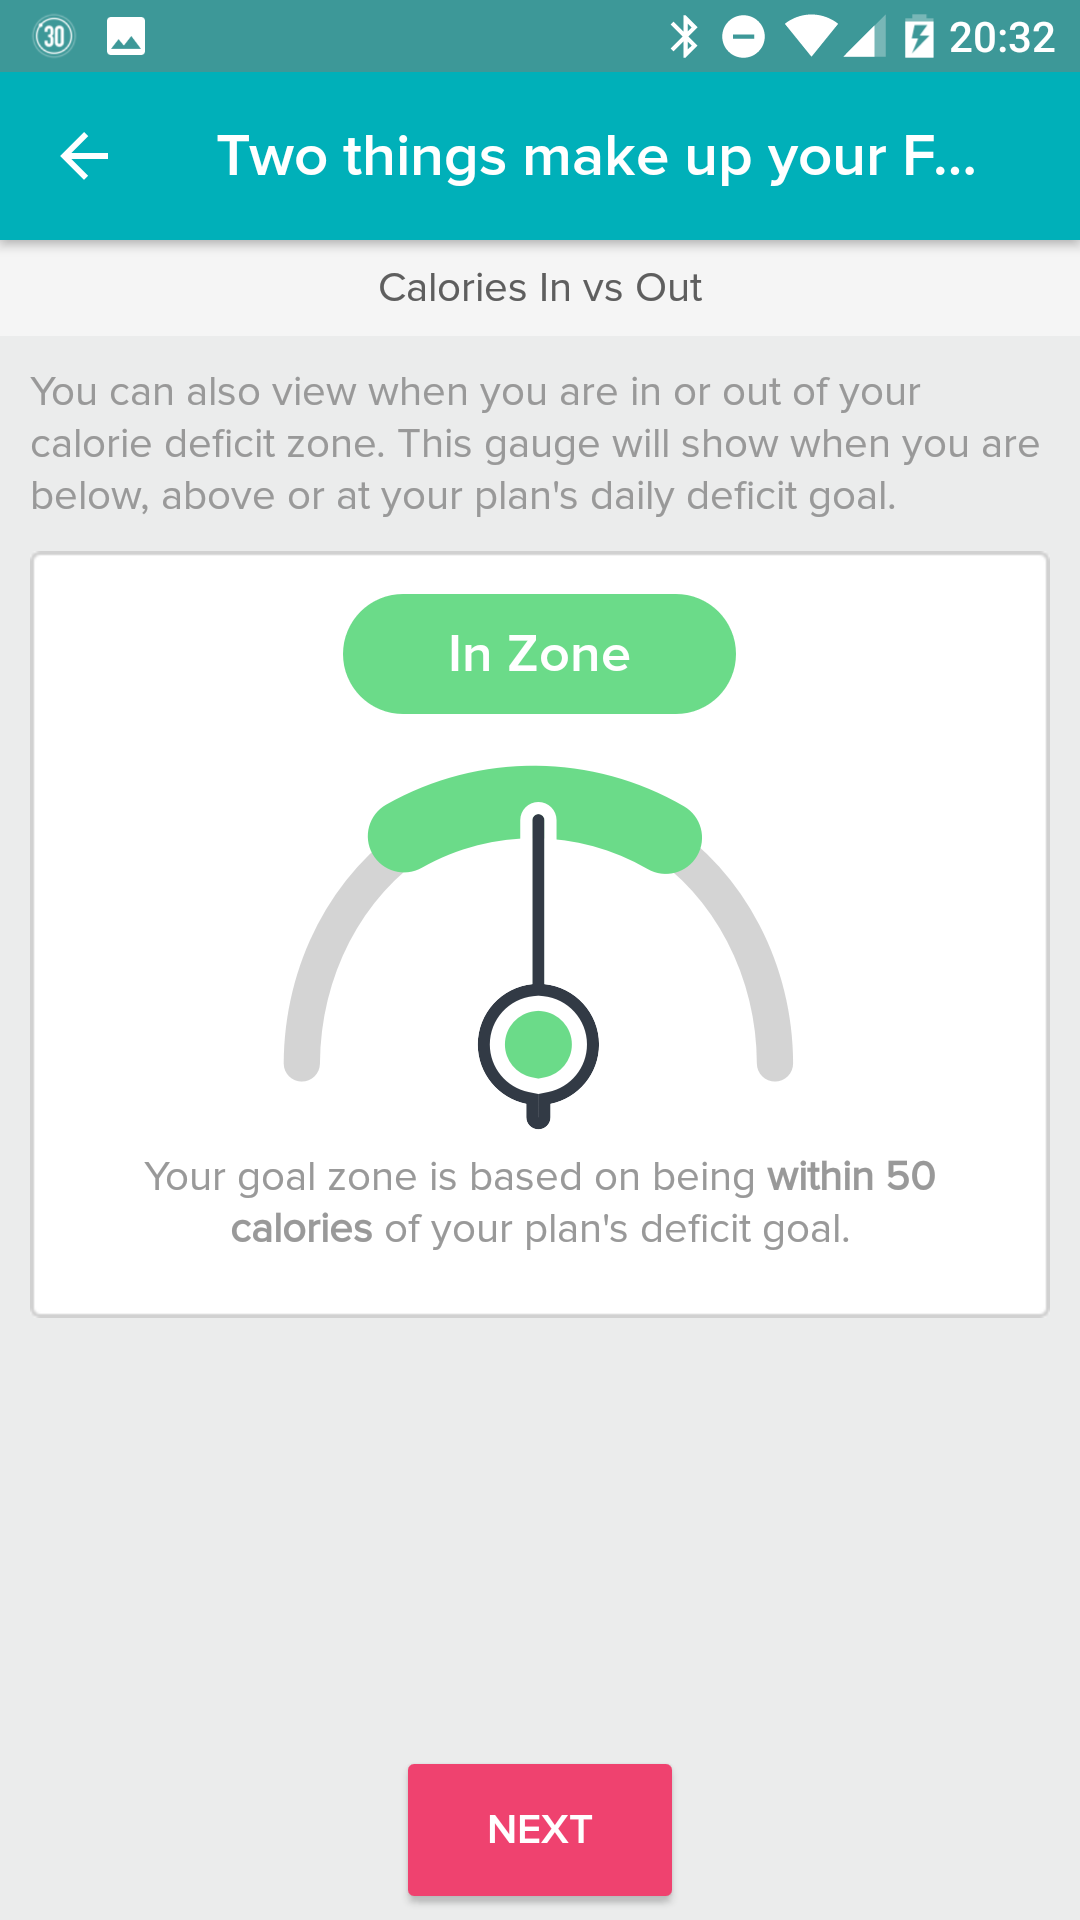 30
20:32
Two things make up your F...
Calories In vs Out
You can also view when you are in or out of your
calorie deficit zone. This gauge will show when you are
below, above or at your plan's daily deficit goal.
In Zone
Your goal zone is based on being within 50
calories of your plan's deficit goal.
NEXT